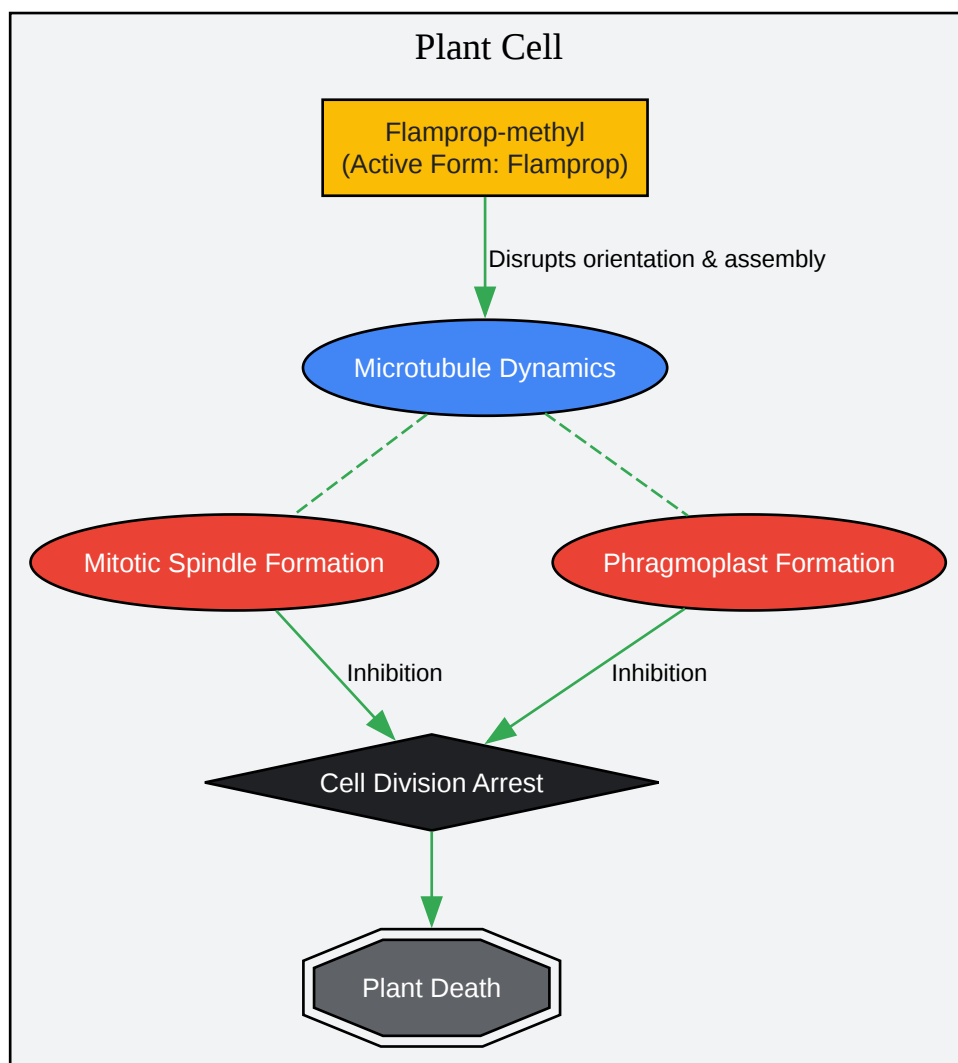 Plant Cell
Flamprop-methyl
(Active Form: Flamprop)
Disrupts orientation & assembly
Microtubule Dynamics
Mitotic Spindle Formation
Phragmoplast Formation
Inhibition
Inhibition
Cell Division Arrest
Plant Death